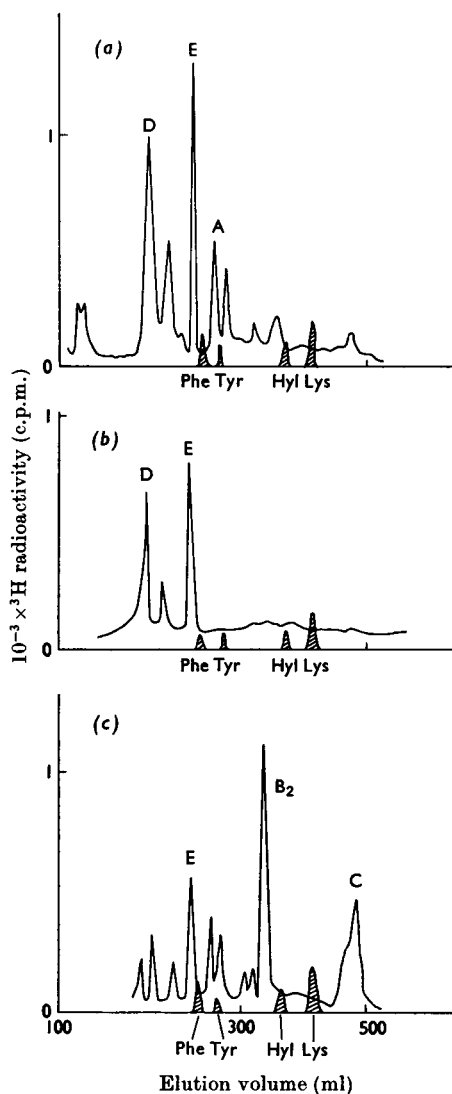 (a)
E
D
1
A
0
Phe Tyr Hyl Lys
(b)
E
D
1
0
Phe Tyr Hyl Lys
(c)
1
B₂
E
C
0
100 300 500
Phe Tyr Hyl Lys
Elution volume (ml)
10⁻³ × ³H radioactivity (c.p.m.)